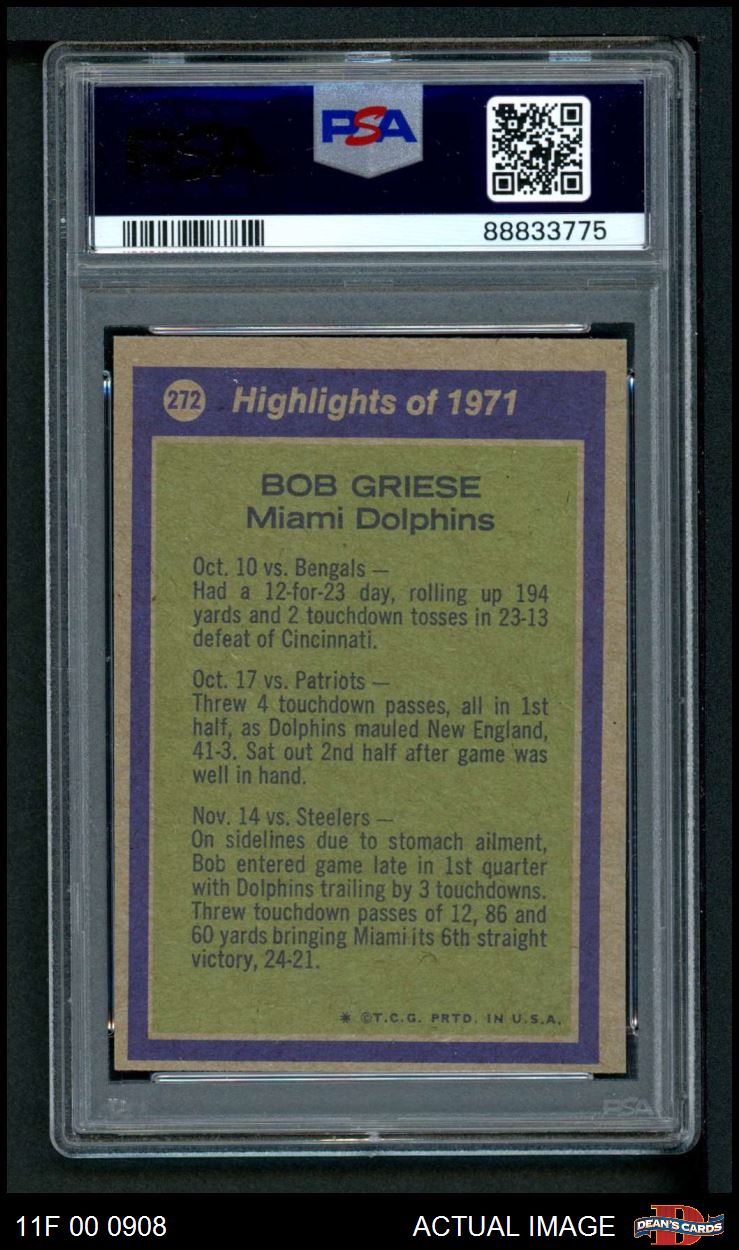 PSA
88833775
272 Highlights of 1971
BOB GRIESE
Miami Dolphins
Oct. 10 vs. Bengals —
Had a 12-for-23 day, rolling up 194
yards and 2 touchdown tosses in 23-13
defeat of Cincinnati.
Oct. 17 vs. Patriots —
Threw 4 touchdown passes, all in 1st
half, as Dolphins mauled New England,
41-3. Sat out 2nd half after game was
well in hand.
Nov. 14 vs. Steelers —
On sidelines due to stomach ailment,
Bob entered game late in 1st quarter
with Dolphins trailing by 3 touchdowns.
Threw touchdown passes of 12, 86 and
60 yards bringing Miami its 6th straight
victory, 24-21.
* ©T.C.G. PRTD. IN U.S.A.
PSA
11F 00 0908 ACTUAL IMAGE DEAN'S CARDS